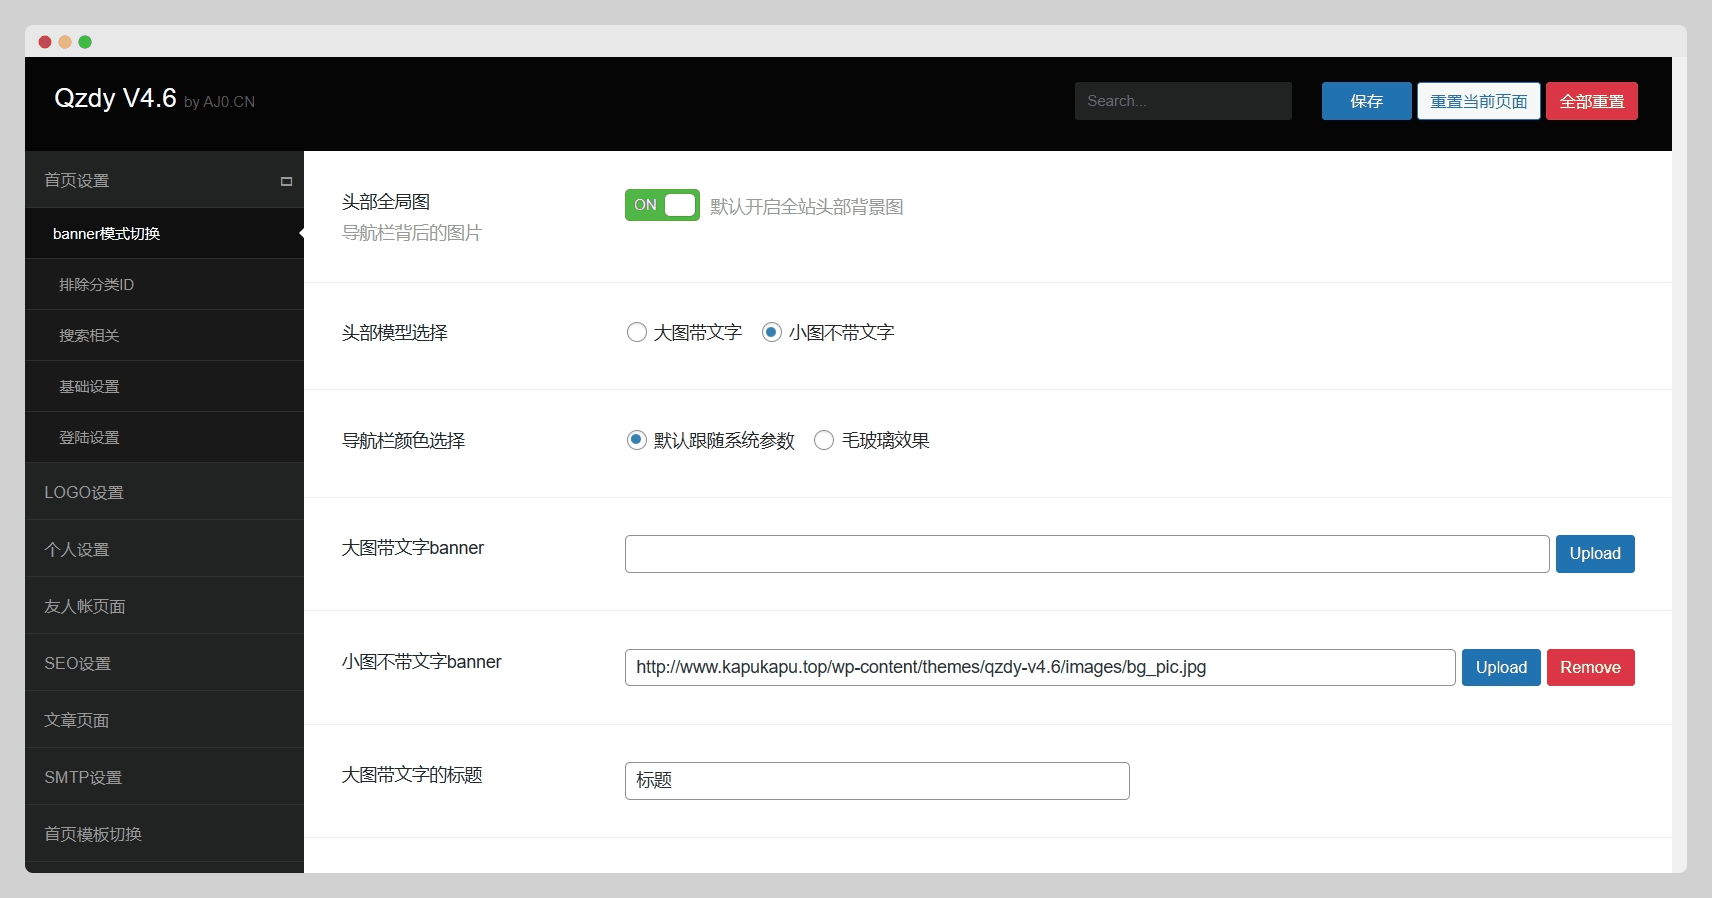 Qzdy V4.6 by AJ0.CN
Search...
保存
重置当前页面
全部重置
首页设置
banner模式切换
排除分类ID
搜索相关
基础设置
登陆设置
LOGO设置
个人设置
友人帐页面
SEO设置
文章页面
SMTP设置
首页模板切换
头部全局图
导航栏背后的图片
ON
默认开启全站头部背景图
头部模型选择
大图带文字
小图不带文字
导航栏颜色选择
默认跟随系统参数
毛玻璃效果
大图带文字banner
Upload
小图不带文字banner
http://www.kapukapu.top/wp-content/themes/qzdy-v4.6/images/bg_pic.jpg
Upload
Remove
大图带文字的标题
标题